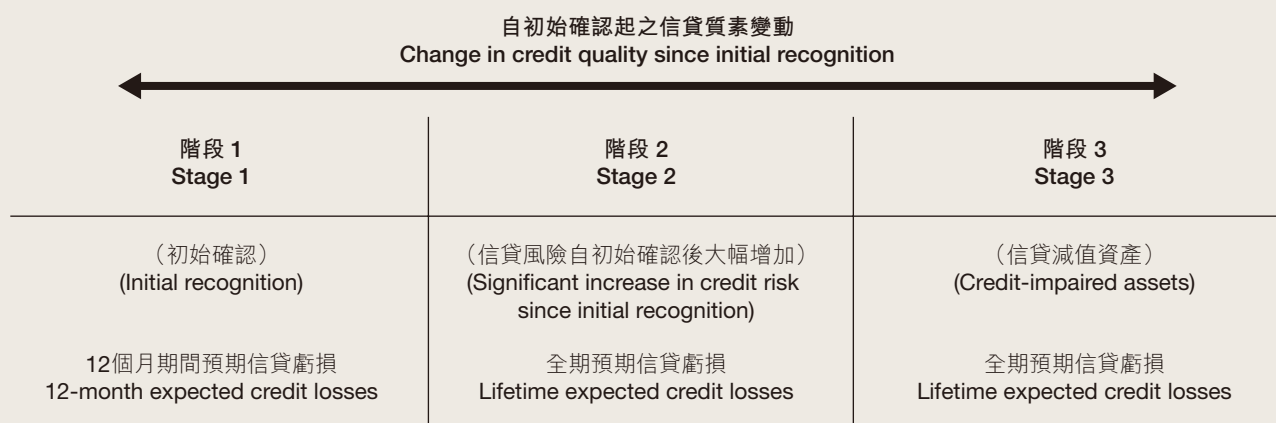 自初始確認起之信貸質素變動
Change in credit quality since initial recognition
階段 1
Stage 1
階段 2
Stage 2
階段 3
Stage 3
（初始確認）
(Initial recognition)
（信貸風險自初始確認後大幅增加）
(Significant increase in credit risk
since initial recognition)
（信貸減值資產）
(Credit-impaired assets)
12個月期間預期信貸虧損
12-month expected credit losses
全期預期信貸虧損
Lifetime expected credit losses
全期預期信貸虧損
Lifetime expected credit losses